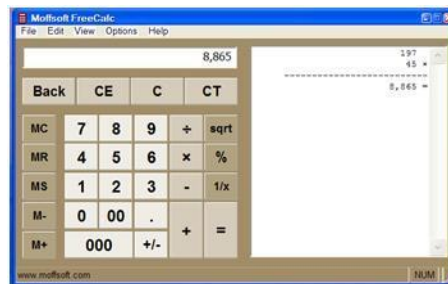 Moffsoft FreeCalc
File Edit View Options Help
8,865
Back CE C CT
MC 7 8 9 ÷ sqrt
MR 4 5 6 × %
MS 1 2 3 - 1/x
M- 0 00 .
M+ 000 +/- + =
197
45 ×
8,865 =
www.moffsoft.com
NUM